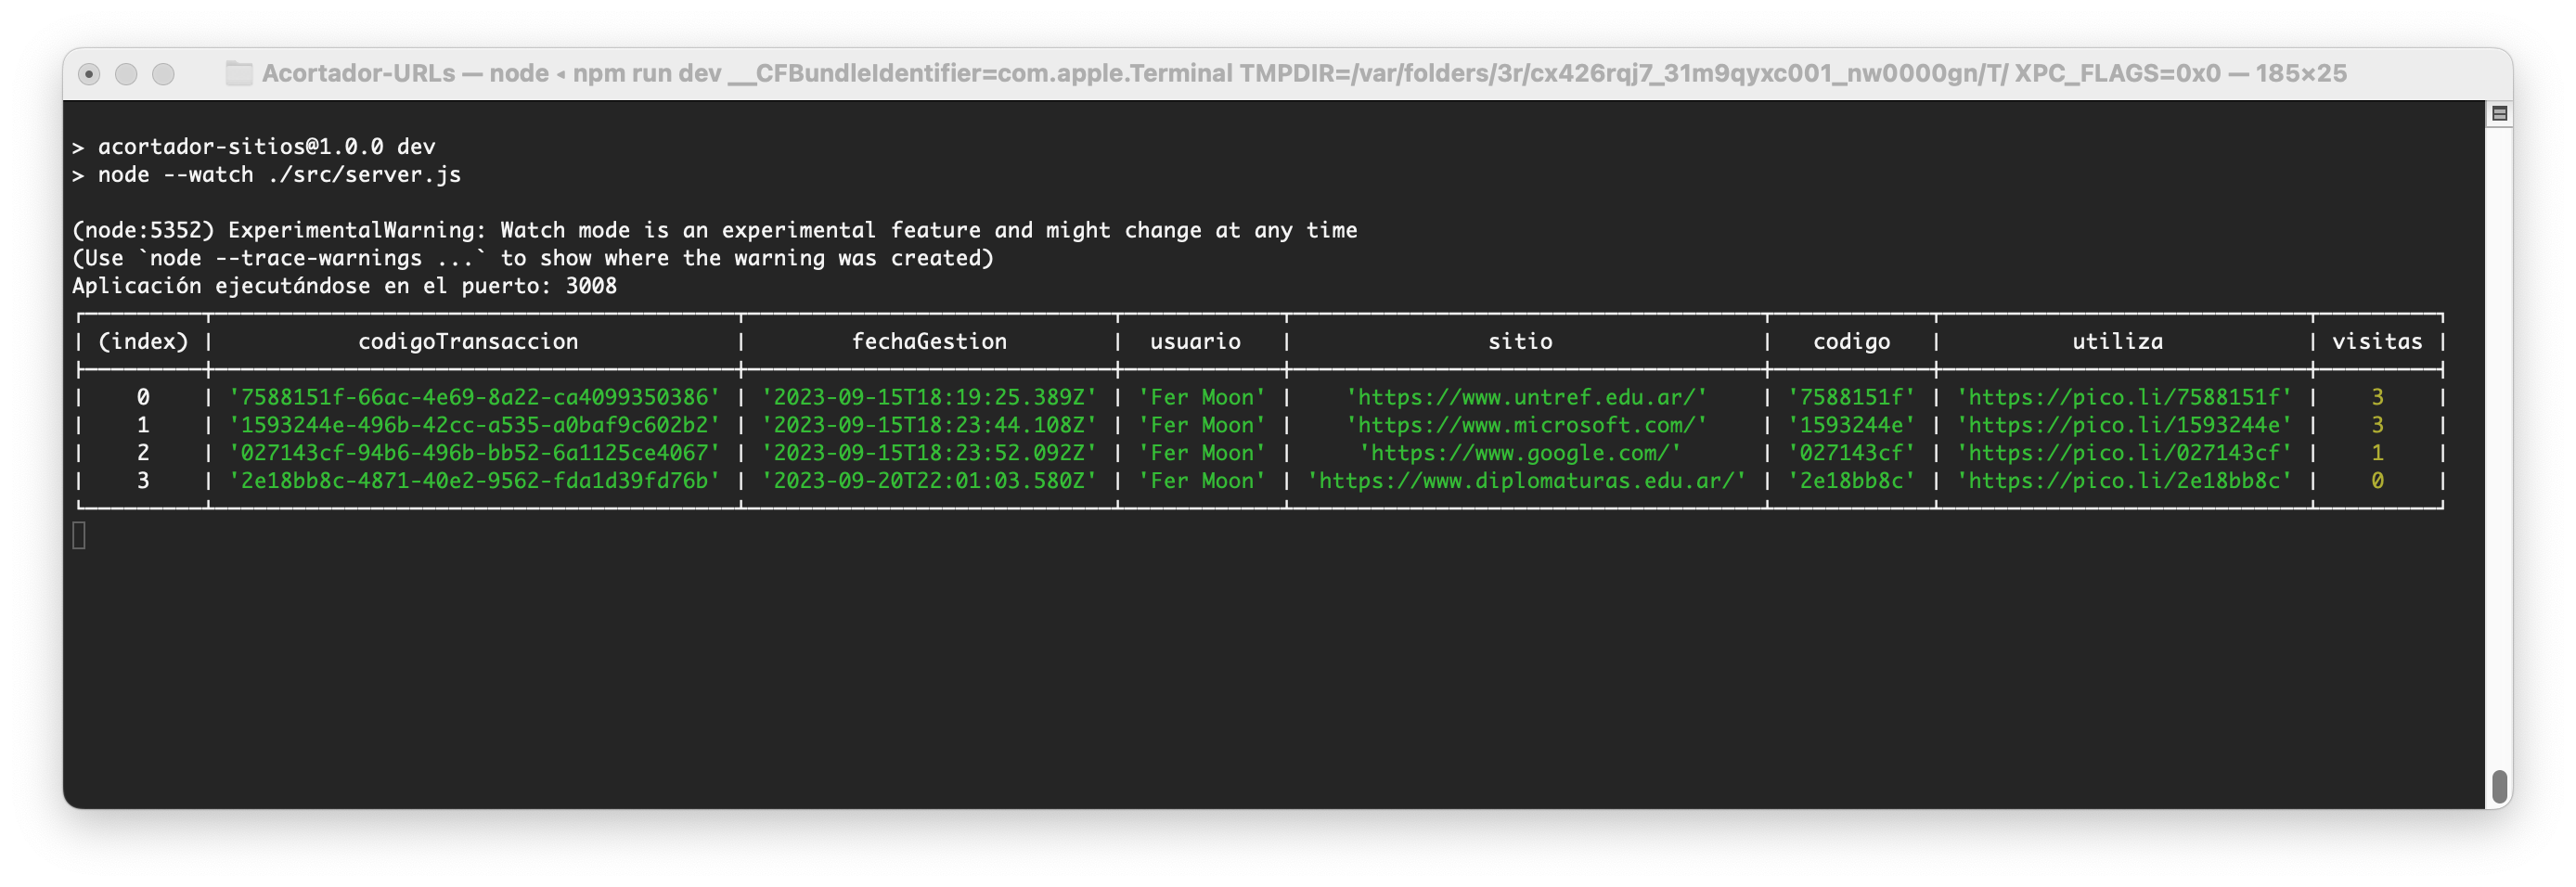 Acortador-URLs — node ◂ npm run dev __CFBundleIdentifier=com.apple.Terminal TMPDIR=/var/folders/3r/cx426rqj7_31m9qyxc001_nw0000gn/T/ XPC_FLAGS=0x0 — 185×25
> acortador-sitios@1.0.0 dev
> node --watch ./src/server.js
(node:5352) ExperimentalWarning: Watch mode is an experimental feature and might change at any time
(Use `node --trace-warnings ...` to show where the warning was created)
Aplicación ejecutándose en el puerto: 3008
(index) codigoTransaccion fechaGestion usuario sitio codigo utiliza visitas
0 '7588151f-66ac-4e69-8a22-ca4099350386' '2023-09-15T18:19:25.389Z' 'Fer Moon' 'https://www.untref.edu.ar/' '7588151f' 'https://pico.li/7588151f' 3
1 '1593244e-496b-42cc-a535-a0baf9c602b2' '2023-09-15T18:23:44.108Z' 'Fer Moon' 'https://www.microsoft.com/' '1593244e' 'https://pico.li/1593244e' 3
2 '027143cf-94b6-496b-bb52-6a1125ce4067' '2023-09-15T18:23:52.092Z' 'Fer Moon' 'https://www.google.com/' '027143cf' 'https://pico.li/027143cf' 1
3 '2e18bb8c-4871-40e2-9562-fda1d39fd76b' '2023-09-20T22:01:03.580Z' 'Fer Moon' 'https://www.diplomaturas.edu.ar/' '2e18bb8c' 'https://pico.li/2e18bb8c' 0